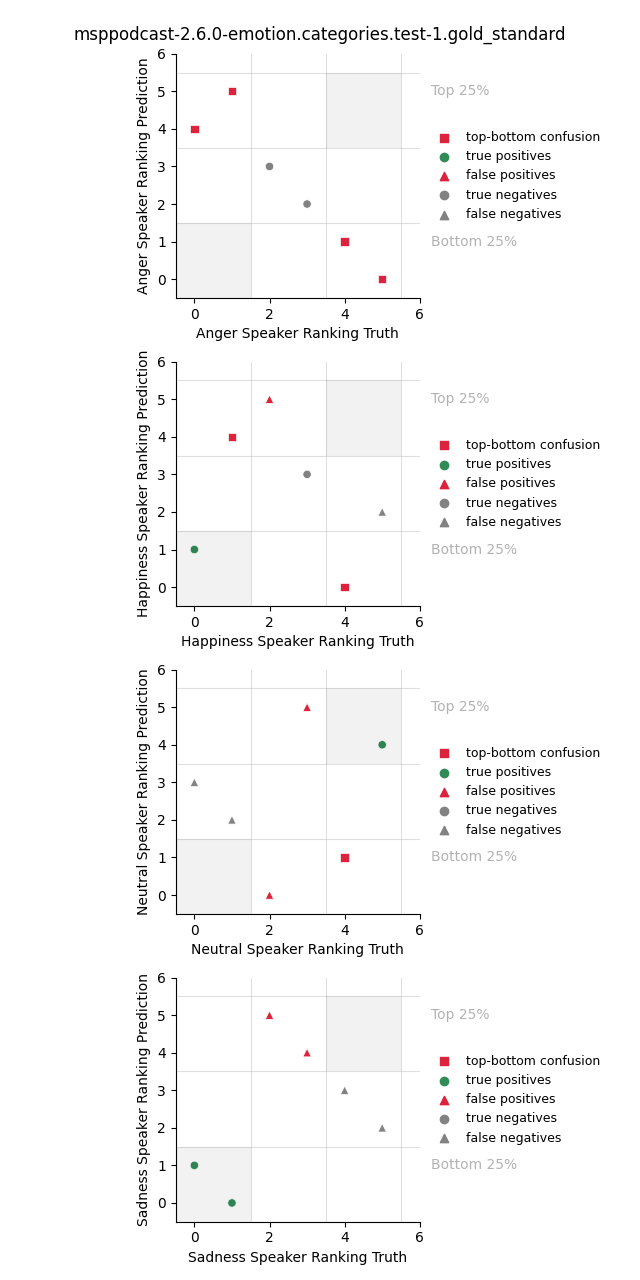 msppodcast-2.6.0-emotion.categories.test-1.gold_standard
Anger Speaker Ranking Prediction
6
5
4
3
2
1
0
0 2 4 6
Anger Speaker Ranking Truth
Top 25%
top-bottom confusion
true positives
false positives
true negatives
false negatives
Bottom 25%
Happiness Speaker Ranking Prediction
6
5
4
3
2
1
0
0 2 4 6
Happiness Speaker Ranking Truth
Top 25%
top-bottom confusion
true positives
false positives
true negatives
false negatives
Bottom 25%
Neutral Speaker Ranking Prediction
6
5
4
3
2
1
0
0 2 4 6
Neutral Speaker Ranking Truth
Top 25%
top-bottom confusion
true positives
false positives
true negatives
false negatives
Bottom 25%
Sadness Speaker Ranking Prediction
6
5
4
3
2
1
0
0 2 4 6
Sadness Speaker Ranking Truth
Top 25%
top-bottom confusion
true positives
false positives
true negatives
false negatives
Bottom 25%